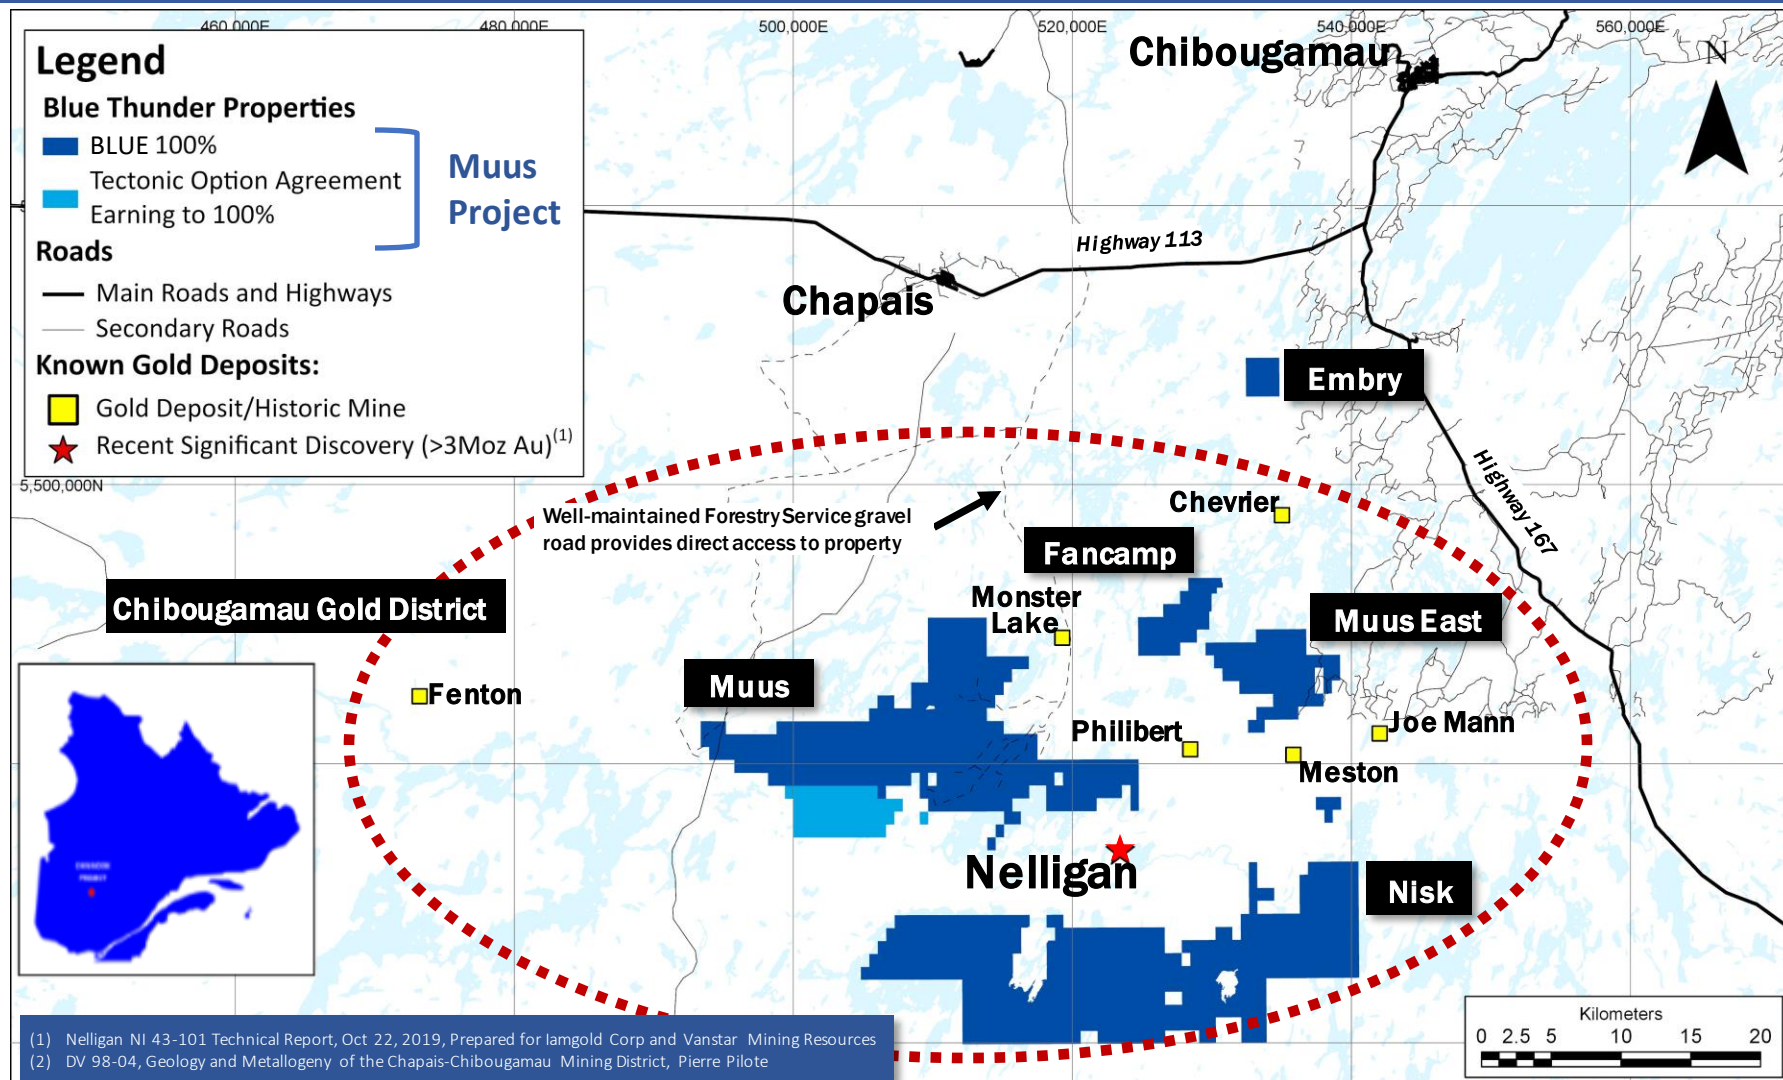 460,000E
480,000E
500,000E
520,000E
540,000E
560,000E
Legend
Blue Thunder Properties
BLUE 100%
Tectonic Option Agreement
Earning to 100%
Muus
Project
Roads
Main Roads and Highways
Secondary Roads
Known Gold Deposits:
Gold Deposit/Historic Mine
Recent Significant Discovery (>3Moz Au)(1)
Chibougamau
N
Highway 113
Chapais
Embry
5,500,000N
Highway 167
Chevrier
Well-maintained Forestry Service gravel
road provides direct access to property
Fancamp
Monster
Lake
Chibougamau Gold District
Muus East
Muus
Fenton
Philibert
Joe Mann
Meston
Nelligan
Nisk
PROJECT
Kilometers
0 2.5 5 10 15 20
(1) Nelligan NI 43-101 Technical Report, Oct 22, 2019, Prepared for Iamgold Corp and Vanstar Mining Resources
(2) DV 98-04, Geology and Metallogeny of the Chapais-Chibougamau Mining District, Pierre Pilote